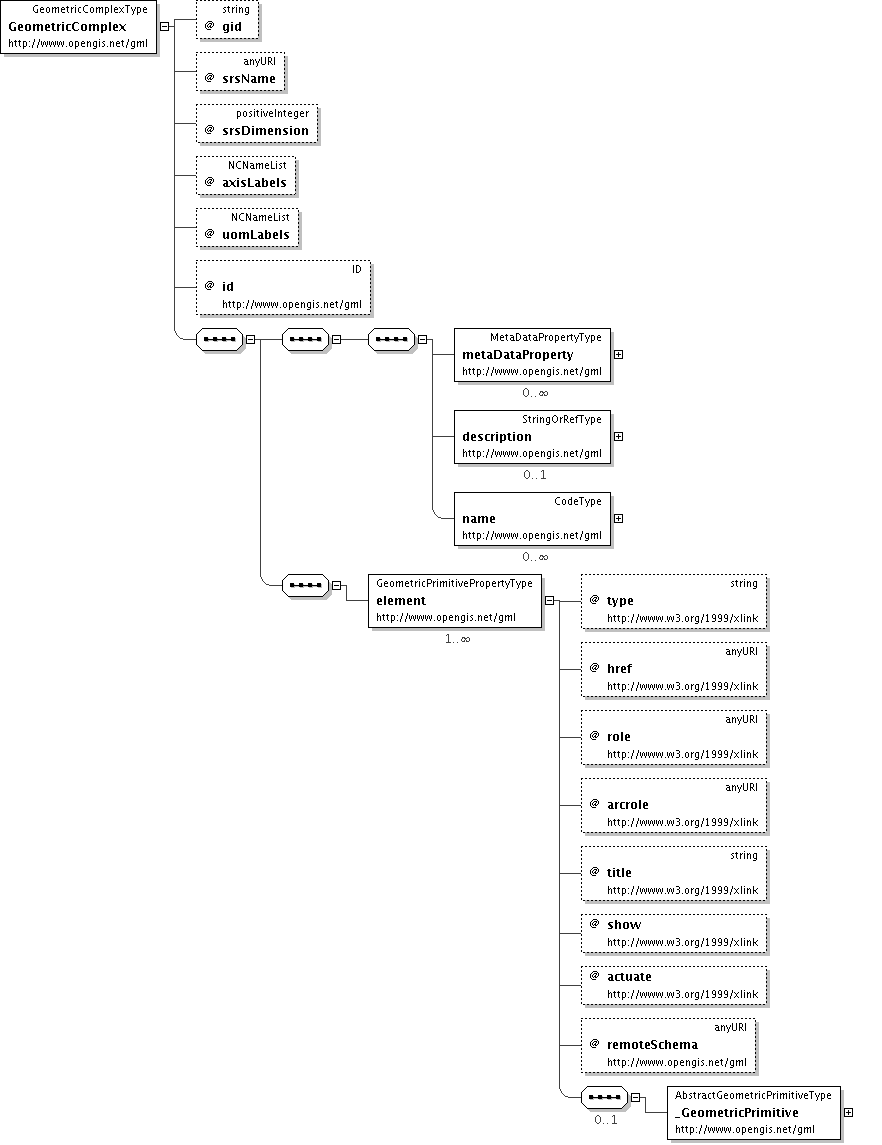 GeometricComplexType
GeometricComplex
http://www.opengis.net/gml
string
@ gid
anyURI
@ srsName
positiveInteger
@ srsDimension
NCNameList
@ axisLabels
NCNameList
@ uomLabels
ID
@ id
http://www.opengis.net/gml
MetaDataPropertyType
metaDataProperty
http://www.opengis.net/gml
0..∞
StringOrRefType
description
http://www.opengis.net/gml
0..1
CodeType
name
http://www.opengis.net/gml
0..∞
GeometricPrimitivePropertyType
element
http://www.opengis.net/gml
1..∞
string
@ type
http://www.w3.org/1999/xlink
anyURI
@ href
http://www.w3.org/1999/xlink
anyURI
@ role
http://www.w3.org/1999/xlink
anyURI
@ arcrole
http://www.w3.org/1999/xlink
string
@ title
http://www.w3.org/1999/xlink
@ show
http://www.w3.org/1999/xlink
@ actuate
http://www.w3.org/1999/xlink
anyURI
@ remoteSchema
http://www.opengis.net/gml
0..1
AbstractGeometricPrimitiveType
_GeometricPrimitive
http://www.opengis.net/gml